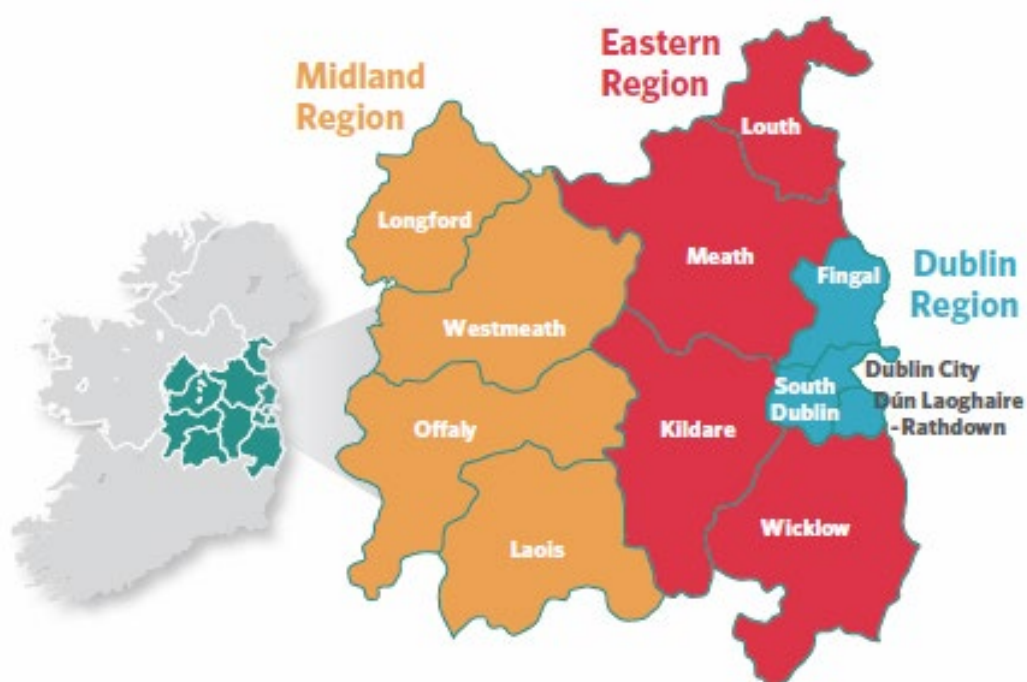 Midland
Region
Eastern
Region
Louth
Longford
Meath
Fingal
Dublin
Region
Westmeath
Dublin City
South
Dublin
Dún Laoghaire
-Rathdown
Offaly
Kildare
Wicklow
Laois